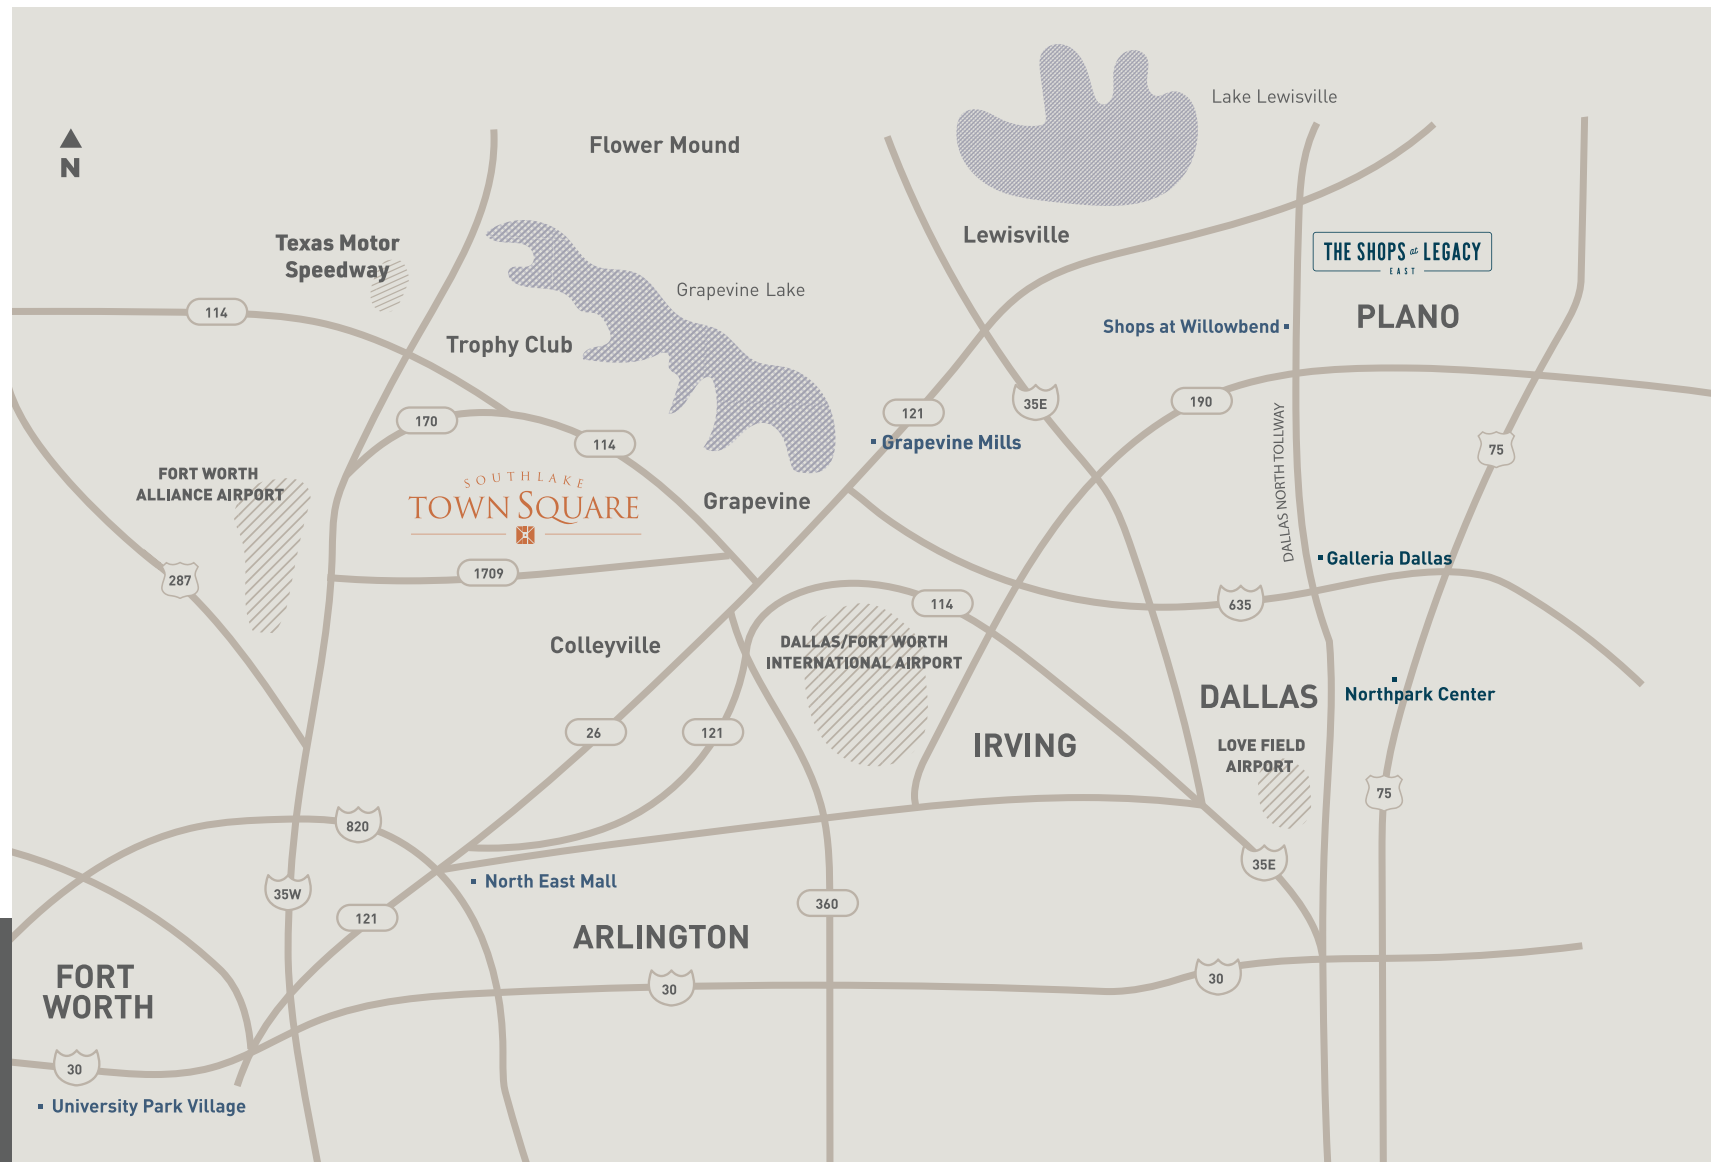 Lake Lewisville
Flower Mound
N
Lewisville
Texas Motor
Speedway
THE SHOPS at LEGACY
EAST
Grapevine Lake
114
PLANO
Shops at Willowbend
Trophy Club
121
35E
190
170
114
Grapevine Mills
DALLAS NORTH TOLLWAY
75
FORT WORTH
ALLIANCE AIRPORT
SOUTHLAKE
TOWN SQUARE
Grapevine
Galleria Dallas
287
1709
114
635
Colleyville
DALLAS/FORT WORTH
INTERNATIONAL AIRPORT
DALLAS
Northpark Center
26
121
IRVING
LOVE FIELD
AIRPORT
75
820
35E
35W
North East Mall
121
360
ARLINGTON
FORT
WORTH
30
30
30
University Park Village